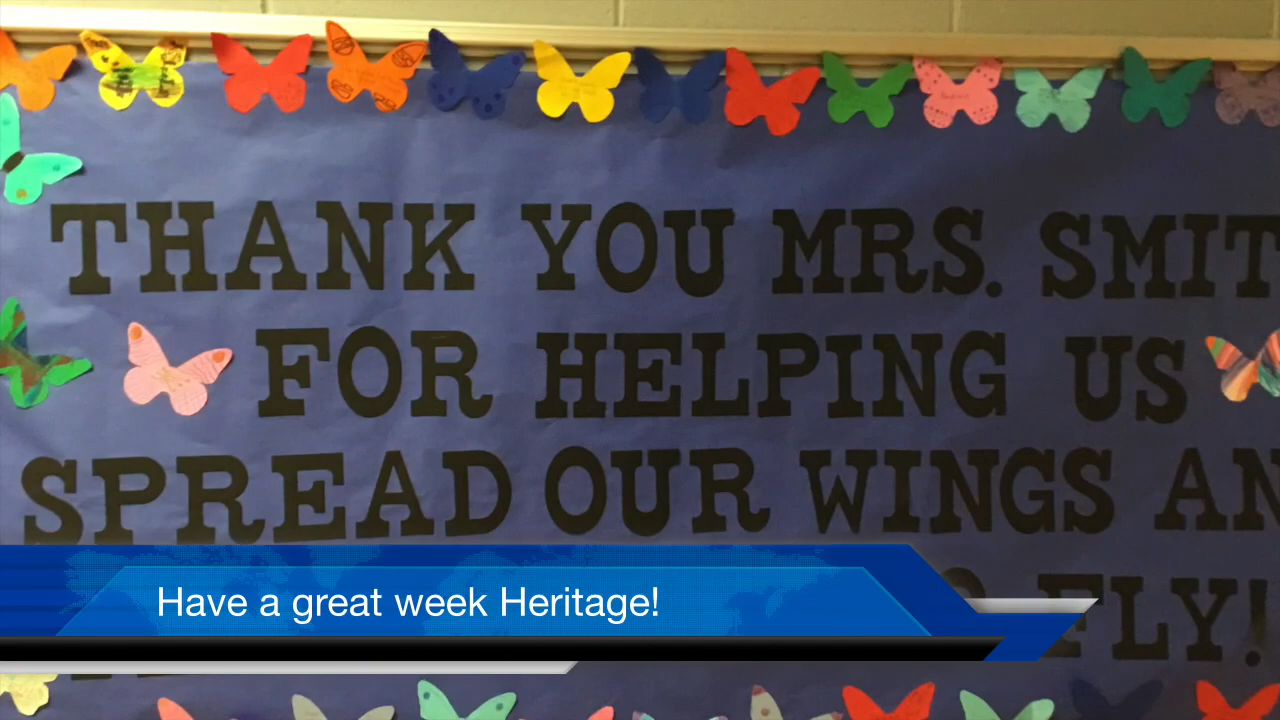 THANK YOU MRS. SMIT
FOR HELPING US
SPREAD OUR WINGS AN
FLY!
Have a great week Heritage!